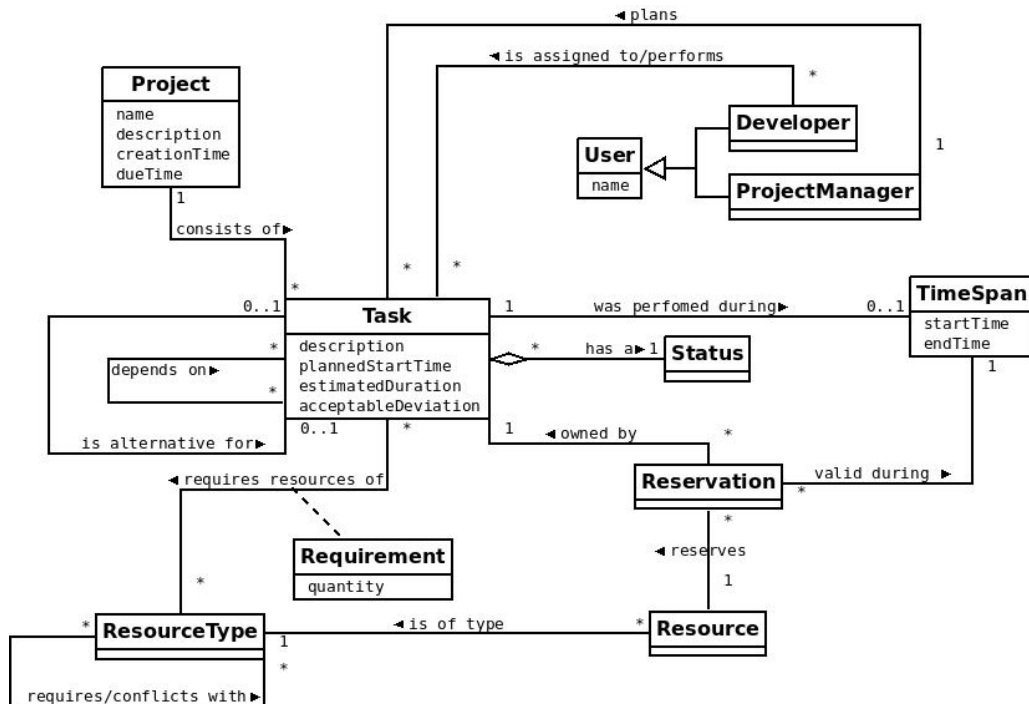 ◄ plans
◄ is assigned to/performs
*
Project
name
description
creationTime
dueTime
Developer
User
name
1
ProjectManager
1
consists of►
*
*
*
0..1
Task
description
plannedStartTime
estimatedDuration
acceptableDeviation
1
was perfomed during►
0..1
TimeSpan
startTime
endTime
*
has a► 1
Status
*
depends on►
*
1
is alternative for►
0..1
*
1
◄ owned by
*
◄ requires resources of
Reservation
valid during ►
*
*
Requirement
quantity
◄ reserves
1
*
*
ResourceType
1
◄ is of type
*
Resource
*
requires/conflicts with►